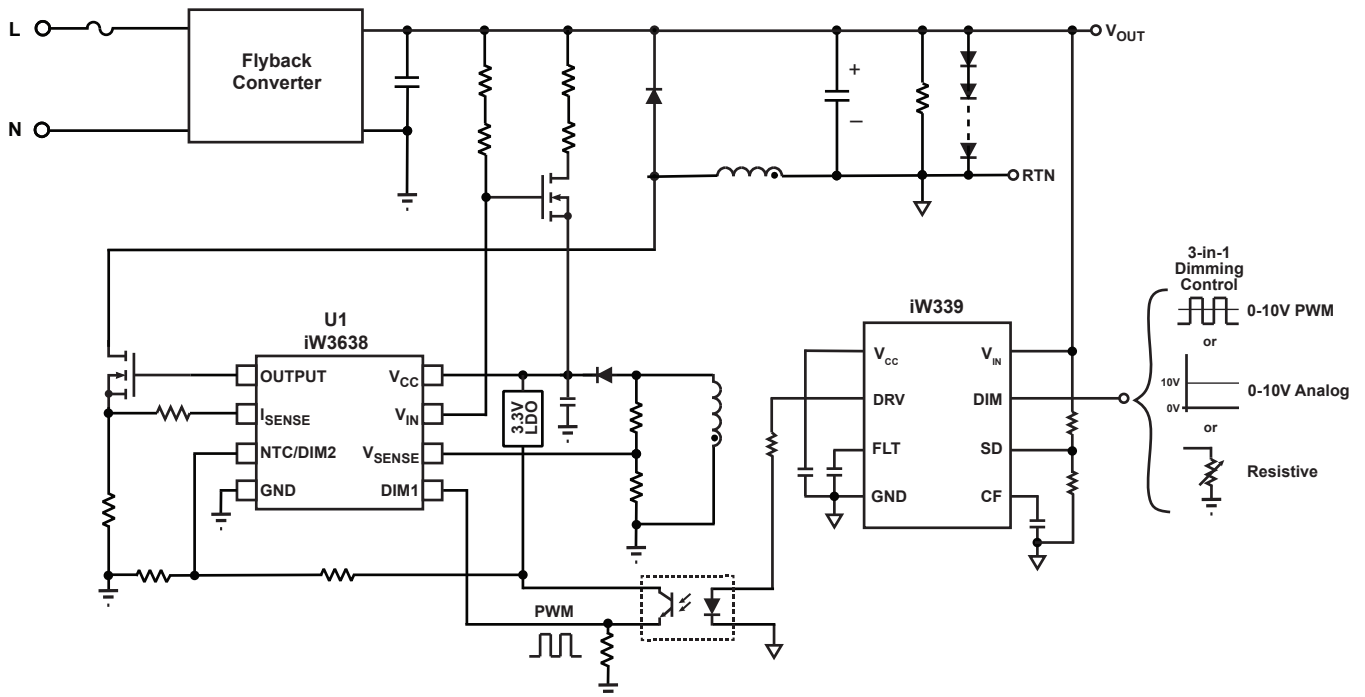 L
N
Flyback
Converter
+
–
VOUT
RTN
U1
iW3638
OUTPUT
ISENSE
NTC/DIM2
GND
VCC
VIN
VSENSE
DIM1
3.3V
LDO
PWM
iW339
VCC
DRV
FLT
GND
VIN
DIM
SD
CF
3-in-1
Dimming
Control
0-10V PWM
or
10V
0V
0-10V Analog
or
Resistive